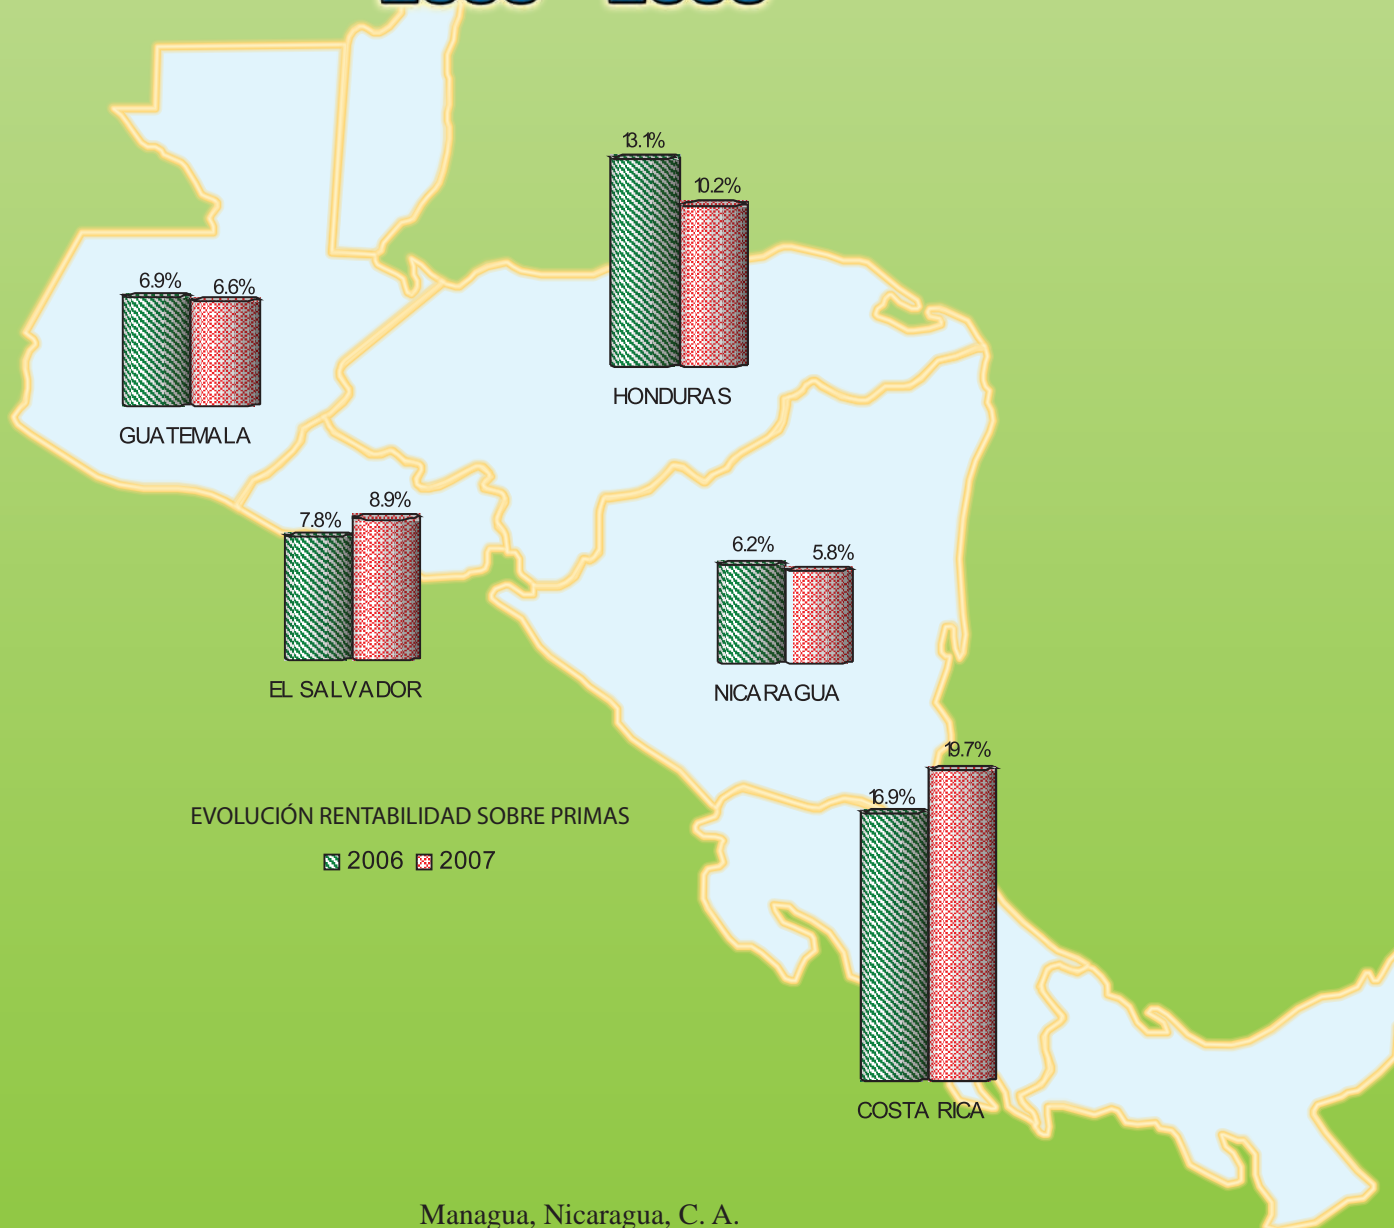 13.1%
10.2%
HONDURAS
6.9%
6.6%
GUATEMALA
7.8%
8.9%
EL SALVADOR
6.2%
5.8%
NICARAGUA
16.9%
19.7%
COSTA RICA
EVOLUCIÓN RENTABILIDAD SOBRE PRIMAS
2006 2007
Managua, Nicaragua, C. A.